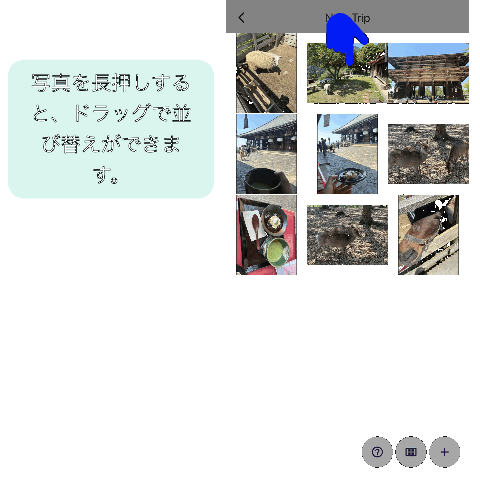 写真を長押しする
と、ドラッグで並
び替えができま
す。
Trip